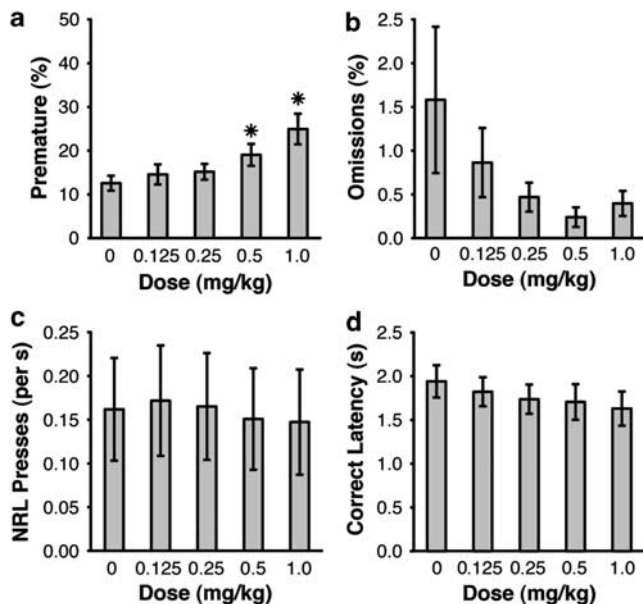 a
Premature (%)
50
40
30
20
10
0
*
*
0 0.125 0.25 0.5 1.0
Dose (mg/kg)
b
Omissions (%)
2.5
2.0
1.5
1.0
0.5
0.0
0 0.125 0.25 0.5 1.0
Dose (mg/kg)
c
NRL Presses (per s)
0.25
0.20
0.15
0.10
0.05
0.00
0 0.125 0.25 0.5 1.0
Dose (mg/kg)
d
Correct Latency (s)
2.5
2.0
1.5
1.0
0.5
0.0
0 0.125 0.25 0.5 1.0
Dose (mg/kg)